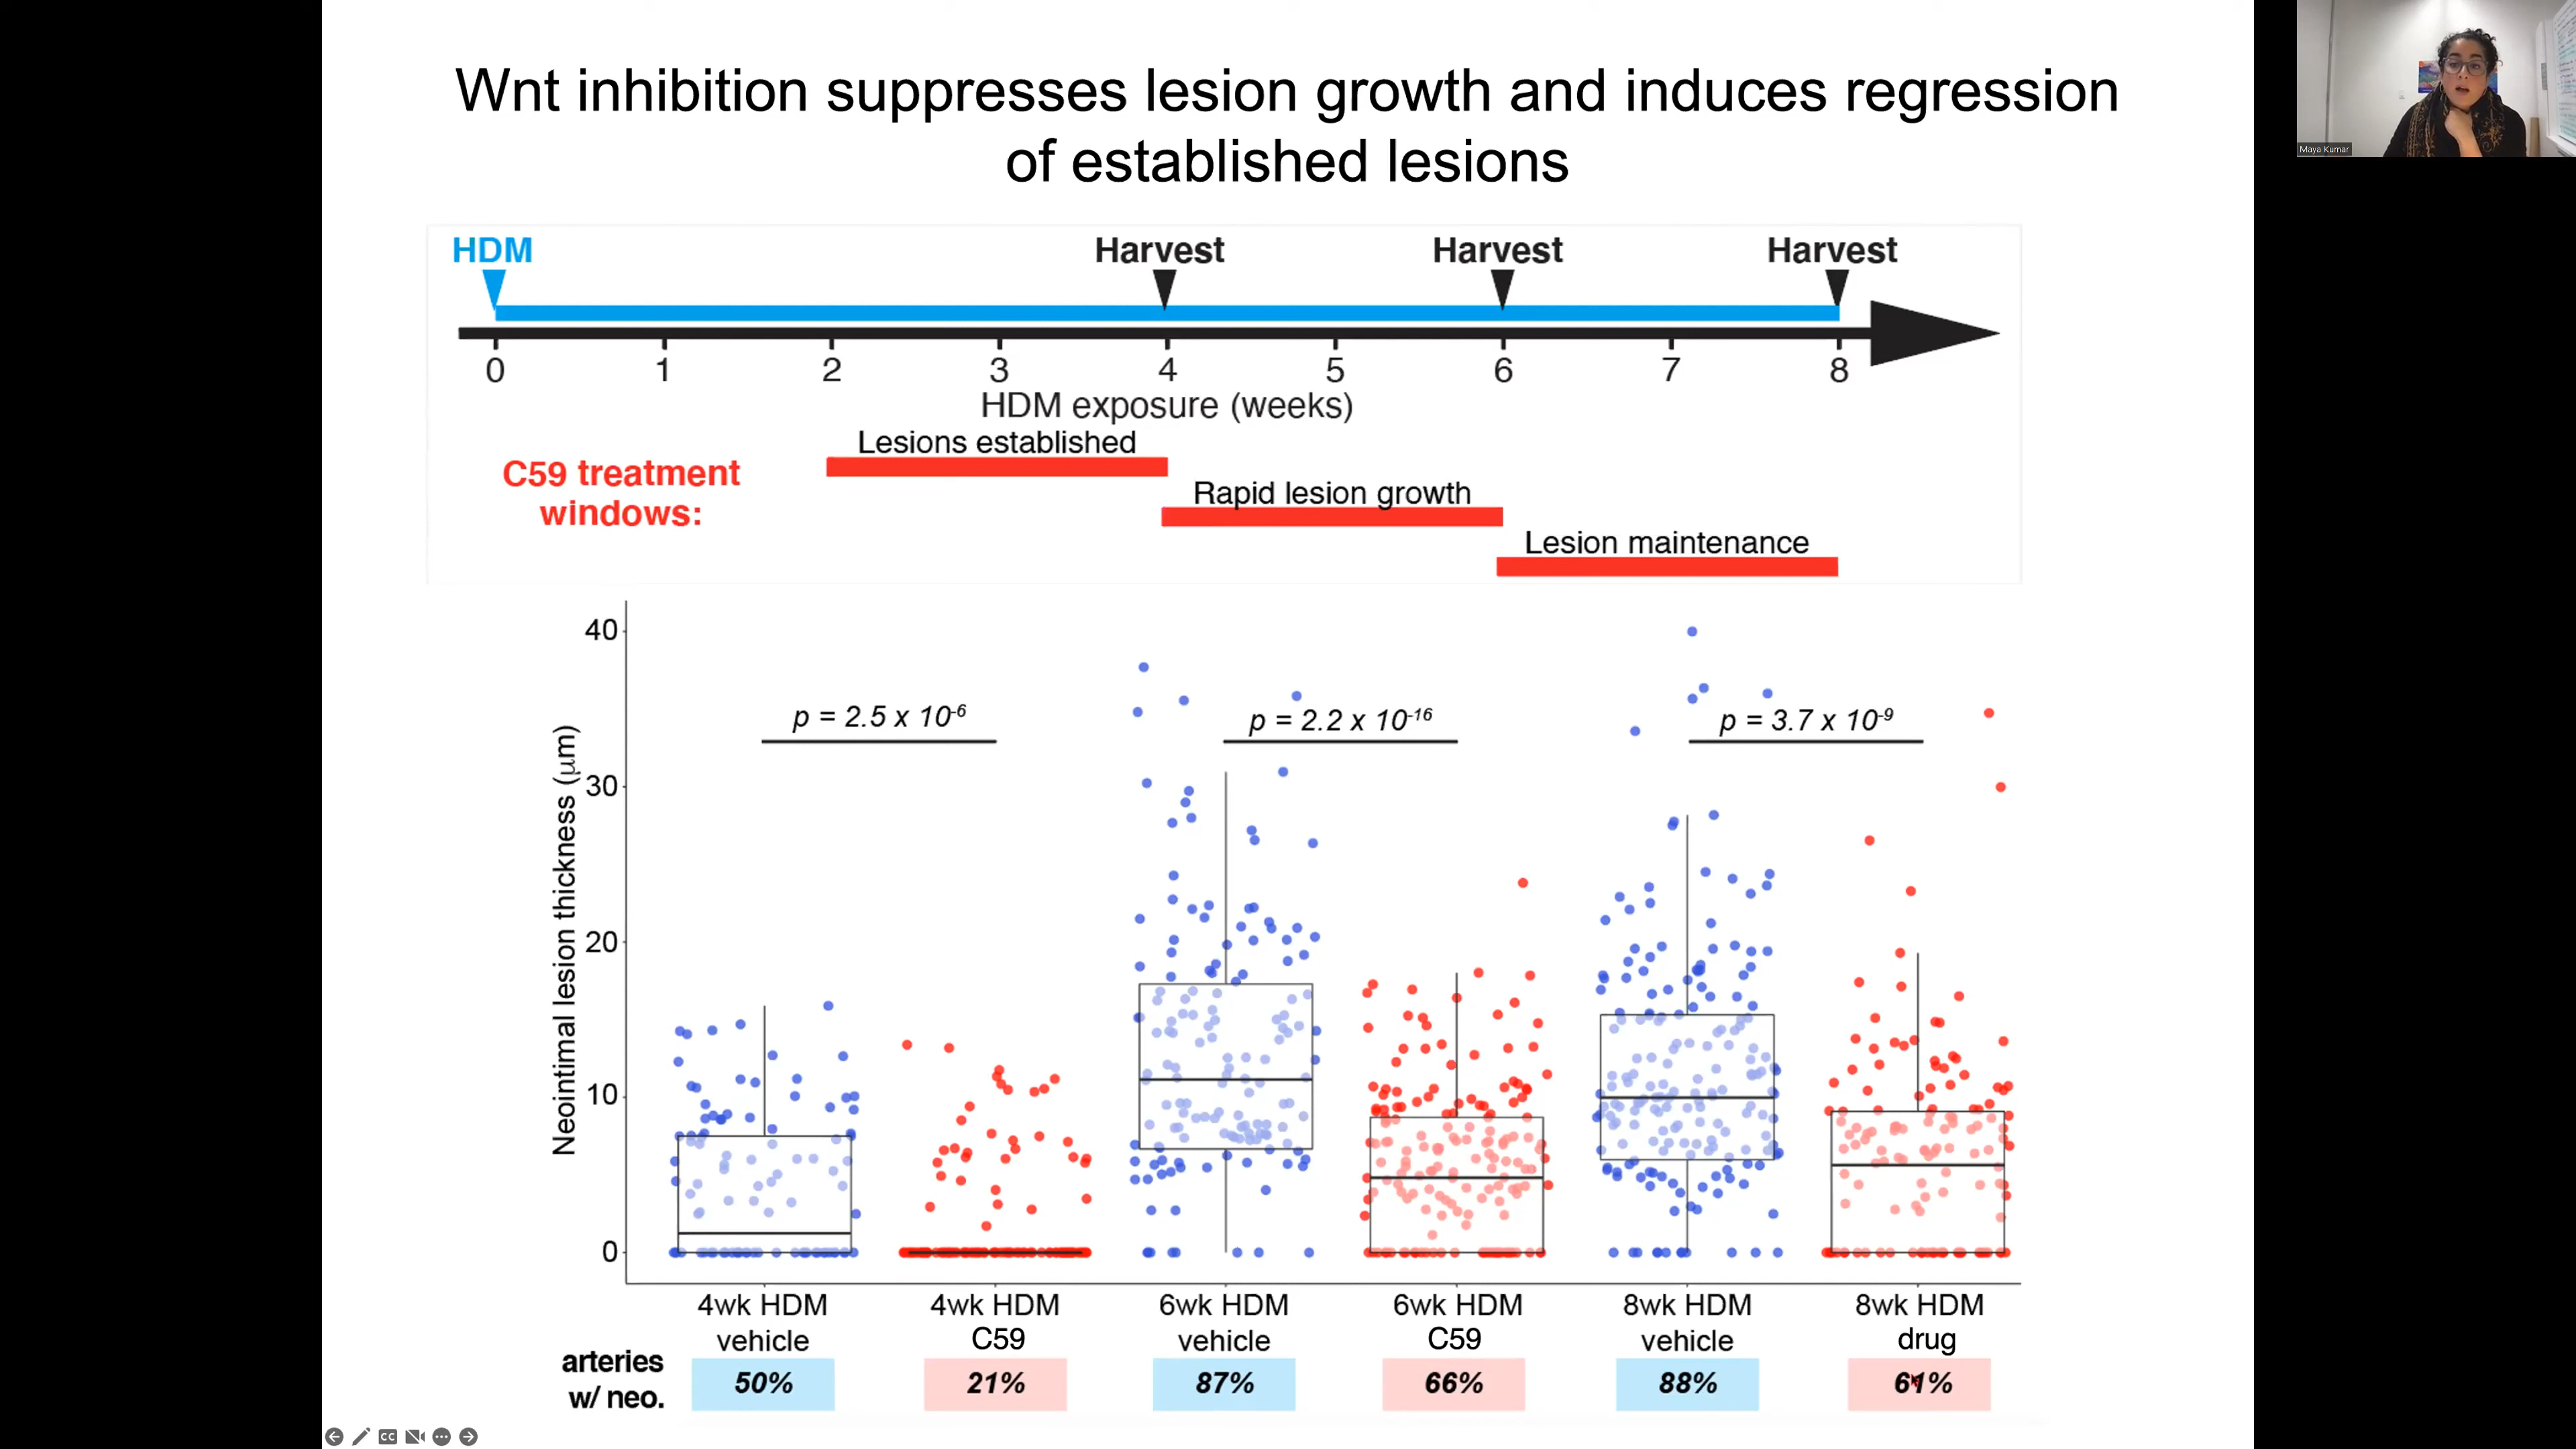 Wnt inhibition suppresses lesion growth and induces regression
of established lesions
Maya Kumar
HDM
Harvest
Harvest
Harvest
0 1 2 3 4 5 6 7 8
HDM exposure (weeks)
Lesions established
C59 treatment
windows:
Rapid lesion growth
Lesion maintenance
Neointimal lesion thickness (μm)
40
30
20
10
0
p = 2.5 x 10-6
p = 2.2 x 10-16
p = 3.7 x 10-9
4wk HDM
vehicle
4wk HDM
C59
6wk HDM
vehicle
6wk HDM
C59
8wk HDM
vehicle
8wk HDM
drug
arteries
w/ neo.
50%
21%
87%
66%
88%
61%
CC